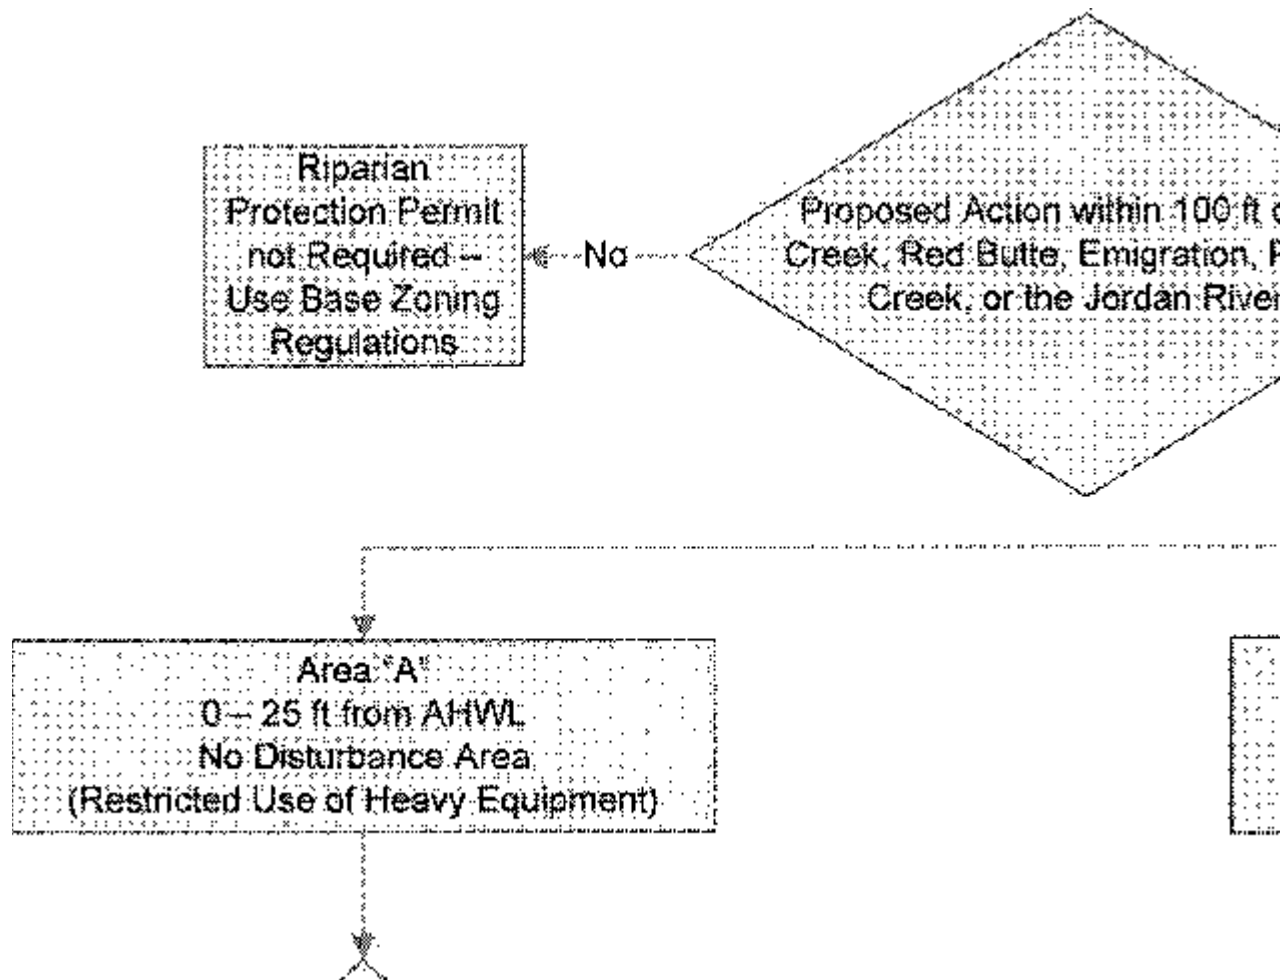 Riparian
Protection Permit
not Required –
Use Base Zoning
Regulations
No
Proposed Action within 100 ft
Creek, Red Butte, Emigration,
Creek, or the Jordan River
Area "A"
0 – 25 ft from AHWL
No Disturbance Area
(Restricted Use of Heavy Equipment)